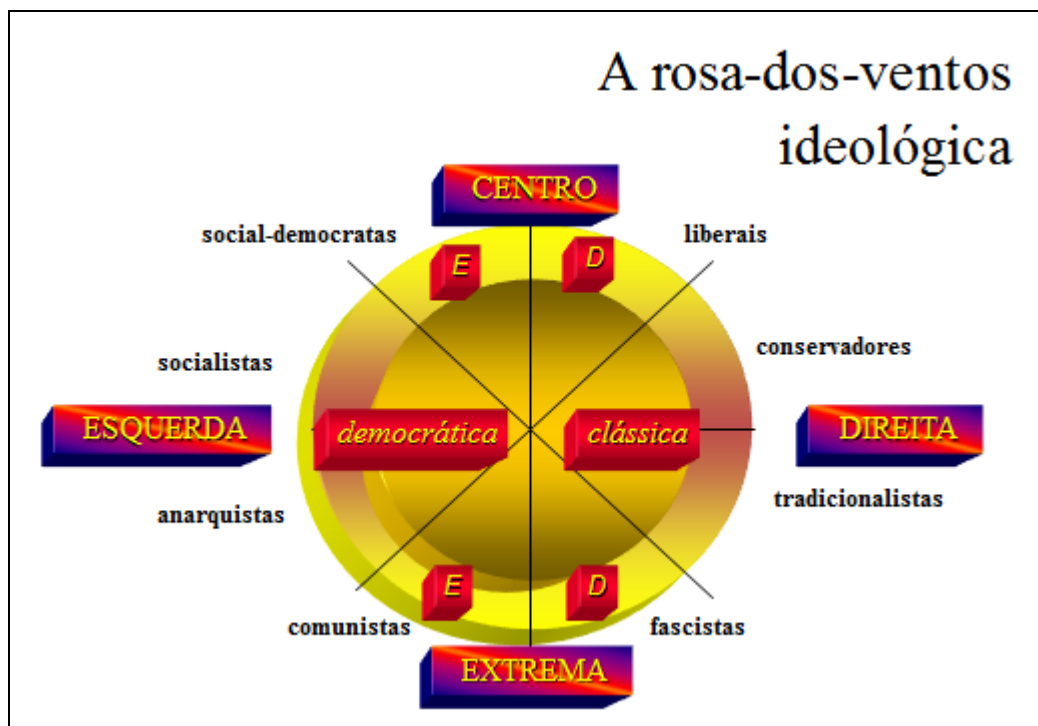 A rosa-dos-ventos
ideológica
CENTRO
social-democratas
liberais
E
D
socialistas
conservadores
ESQUERDA
democrática
clássica
DIREITA
anarquistas
tradicionalistas
E
D
comunistas
fascistas
EXTREMA